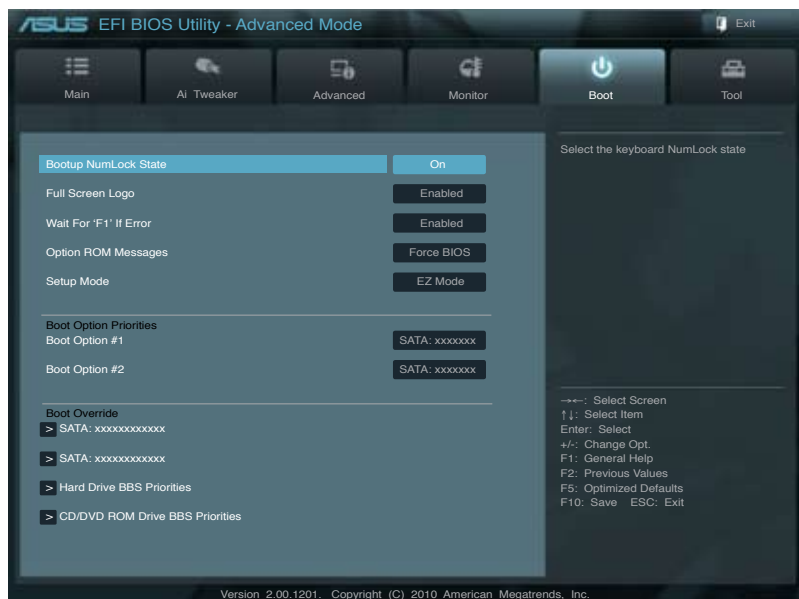 ASUS EFI BIOS Utility - Advanced Mode
Exit
Main
Ai Tweaker
Advanced
Monitor
Boot
Tool
Bootup NumLock State On
Full Screen Logo Enabled
Wait For ‘F1’ If Error Enabled
Option ROM Messages Force BIOS
Setup Mode EZ Mode
Boot Option Priorities
Boot Option #1 SATA: xxxxxxx
Boot Option #2 SATA: xxxxxxx
Boot Override
> SATA: xxxxxxxxxxxx
> SATA: xxxxxxxxxxxx
> Hard Drive BBS Priorities
> CD/DVD ROM Drive BBS Priorities
Select the keyboard NumLock state
→←: Select Screen
↑↓: Select Item
Enter: Select
+/-: Change Opt.
F1: General Help
F2: Previous Values
F5: Optimized Defaults
F10: Save ESC: Exit
Version 2.00.1201. Copyright (C) 2010 American Megatrends, Inc.